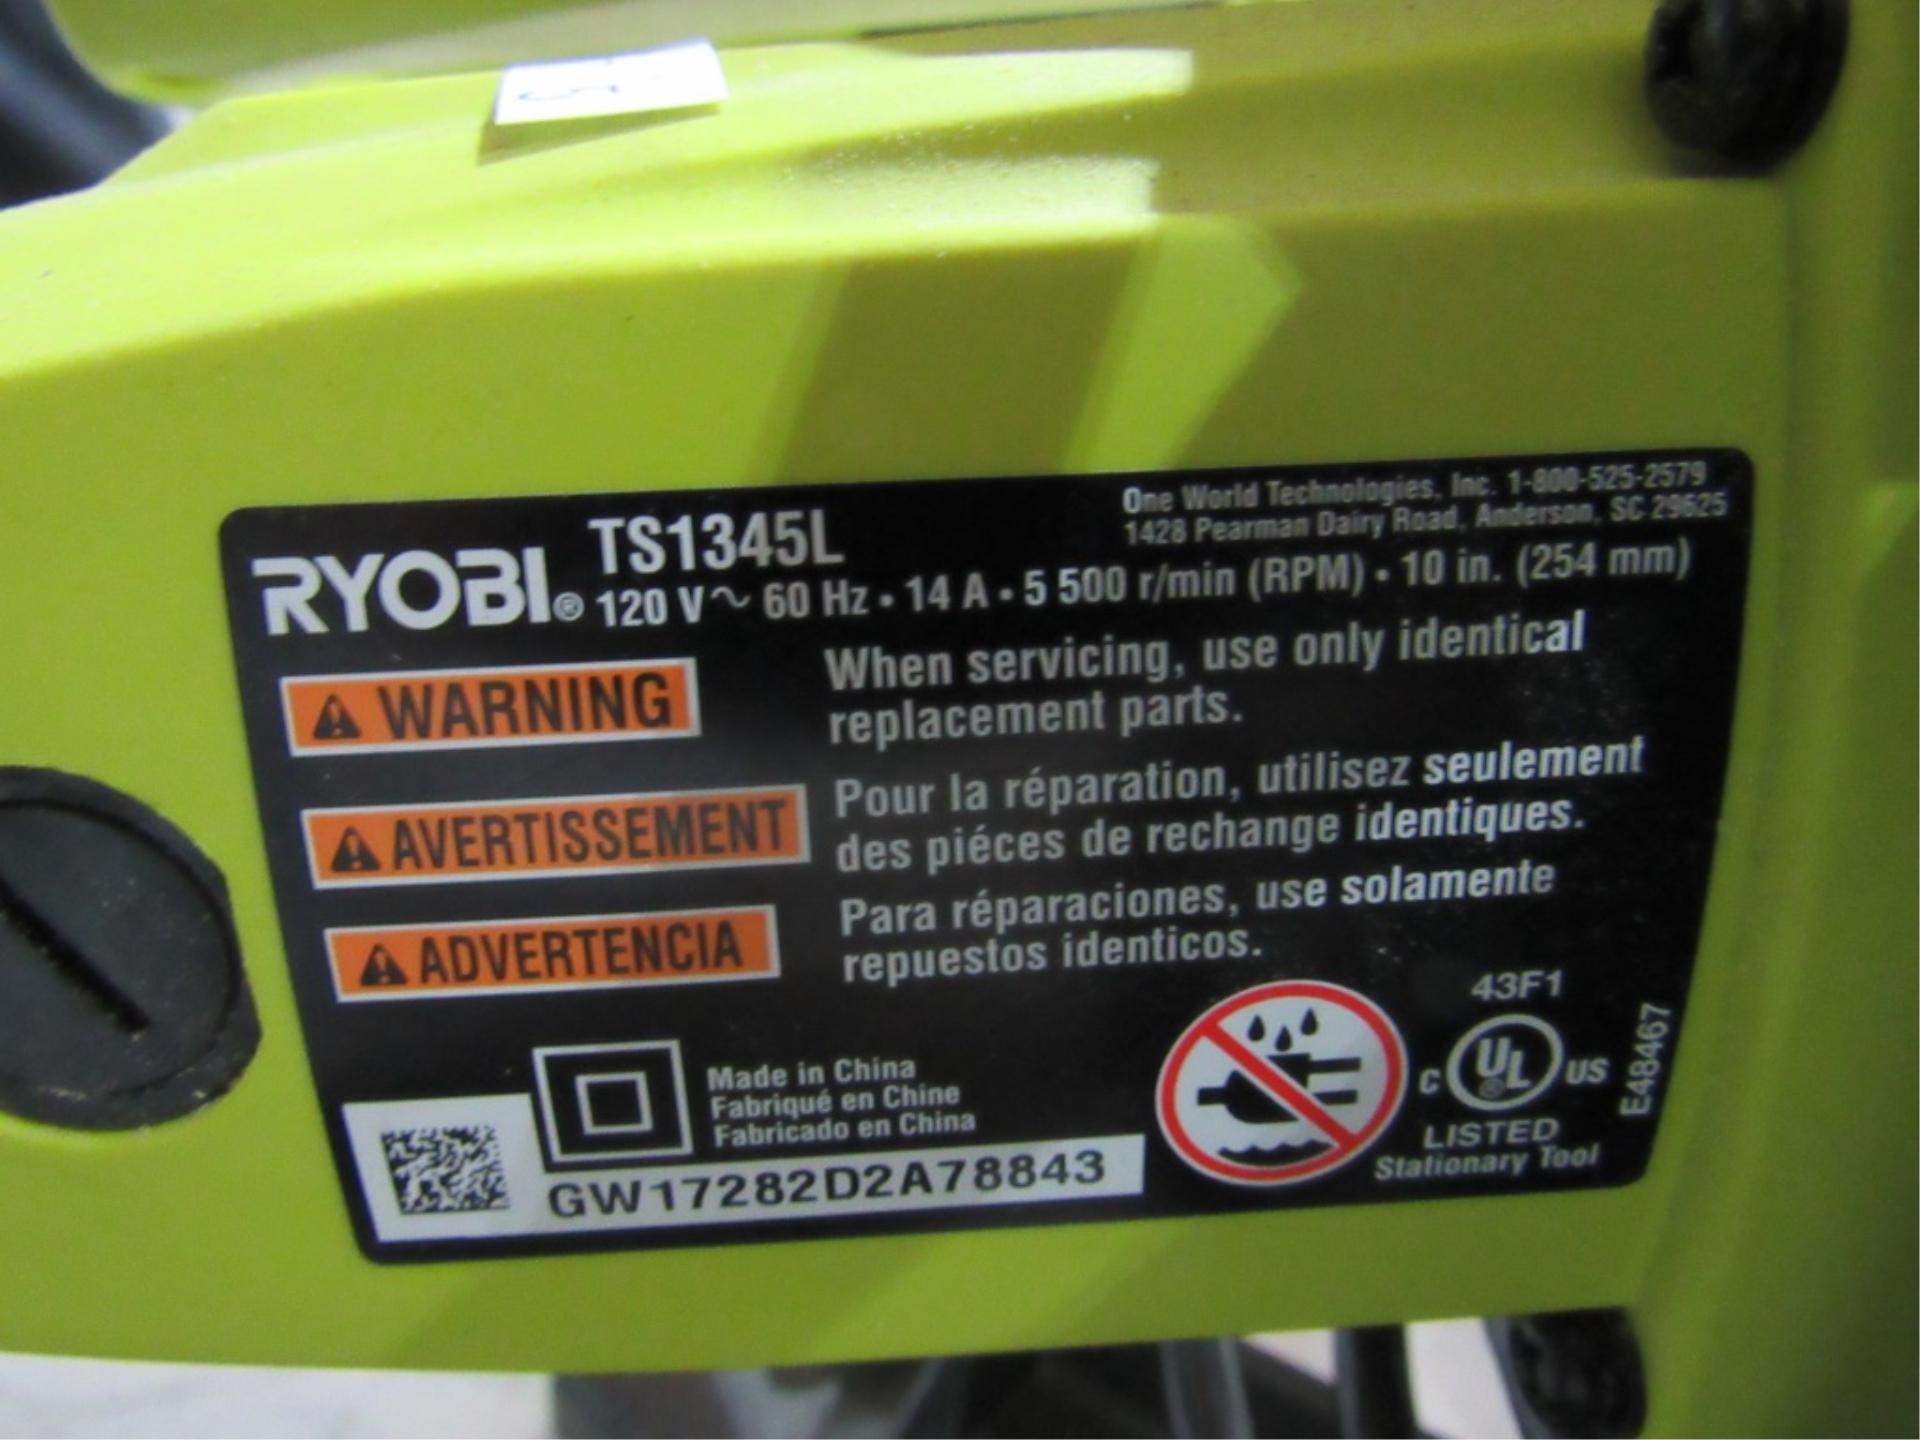 One World Technologies, Inc. 1-800-525-2579
1428 Pearman Dairy Road, Anderson, SC 29625
RYOBI® TS1345L
120 V~ 60 Hz • 14 A • 5 500 r/min (RPM) • 10 in. (254 mm)
WARNING
When servicing, use only identical
replacement parts.
AVERTISSEMENT
Pour la réparation, utilisez seulement
des piéces de rechange identiques.
ADVERTENCIA
Para réparaciones, use solamente
repuestos identicos.
Made in China
Fabriqué en Chine
Fabricado en China
GW17282D2A78843
43F1
C UL® US
LISTED
Stationary Tool
E48467